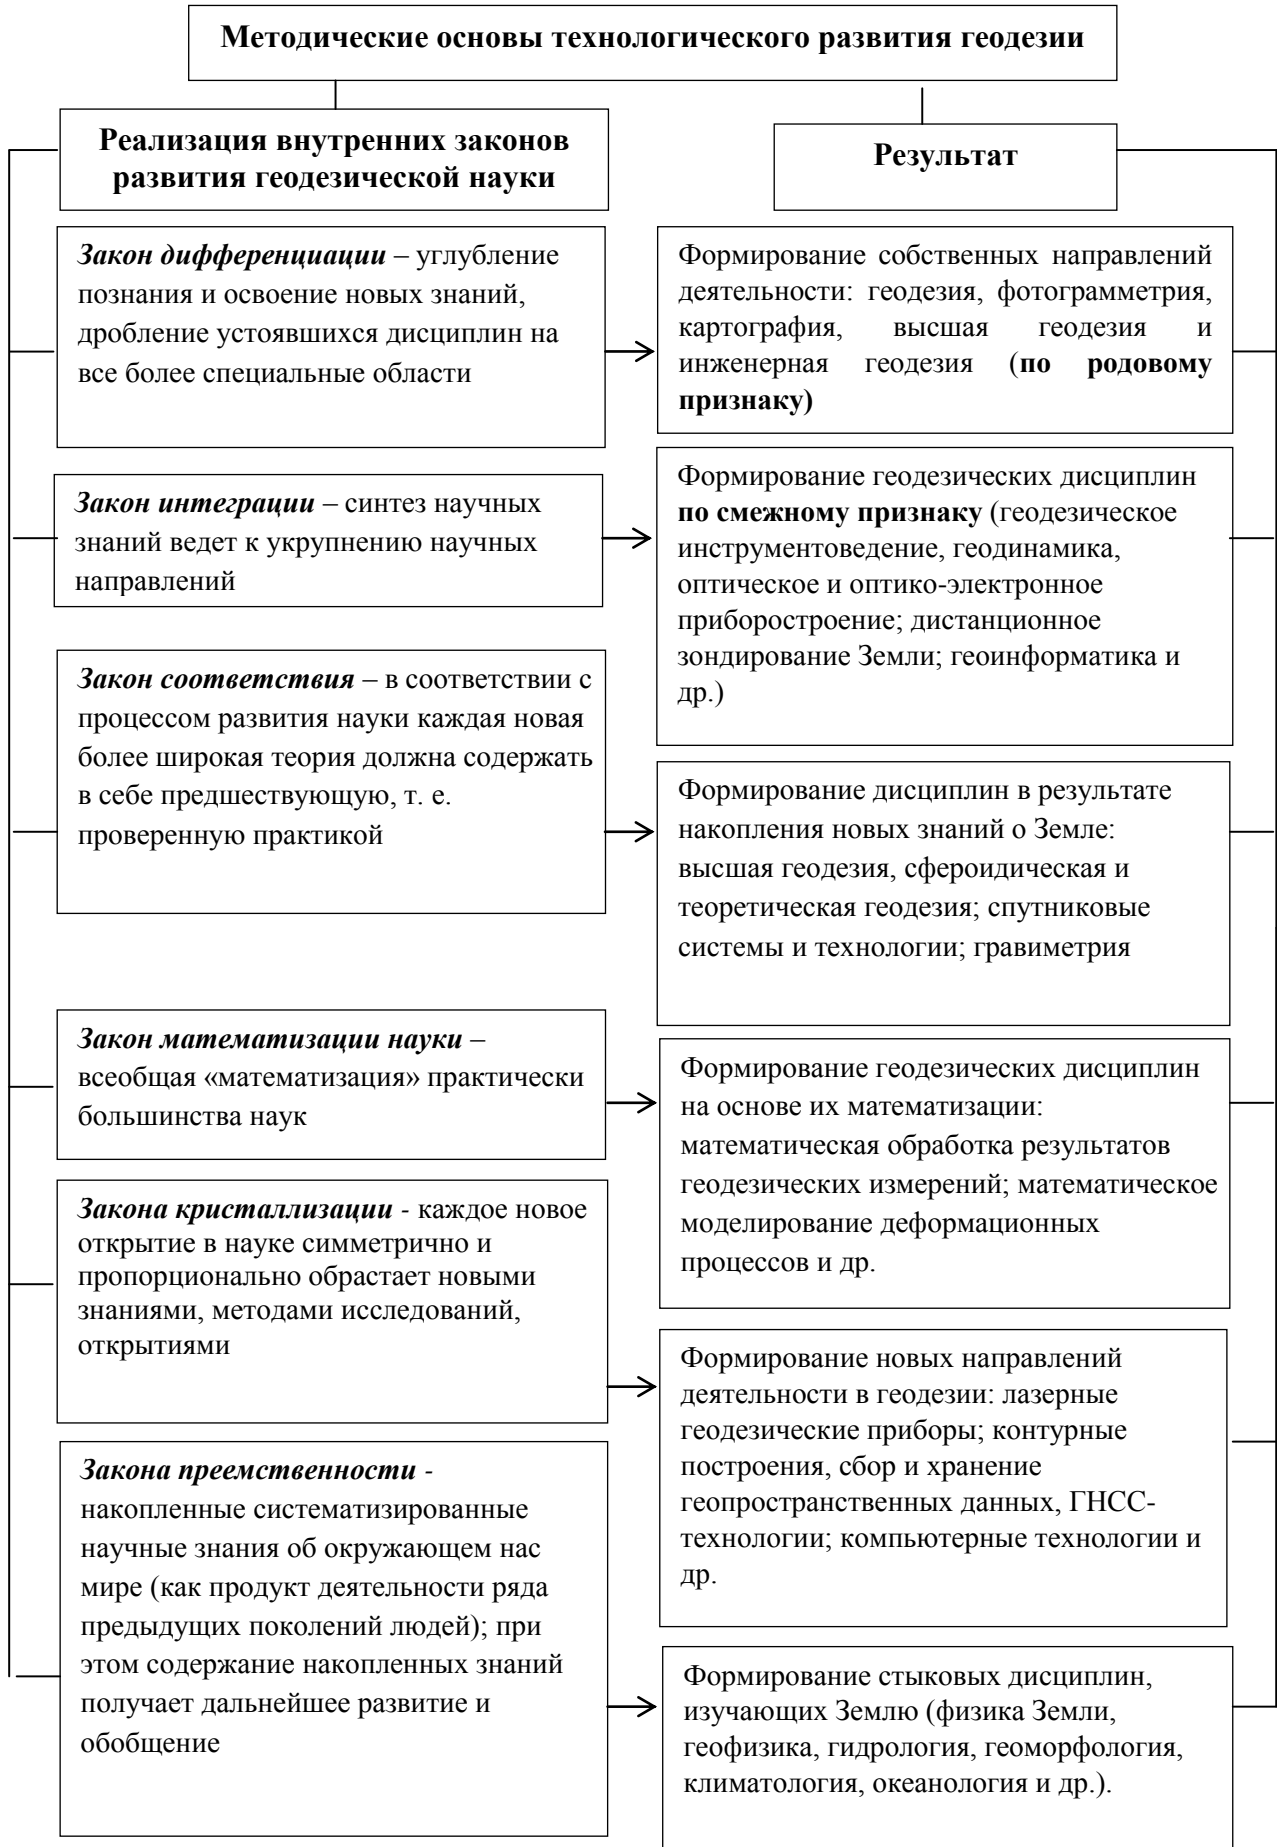 Методические основы технологического развития геодезии
Реализация внутренних законов
развития геодезической науки
Результат
Закон дифференциации – углубление
познания и освоение новых знаний,
дробление устоявшихся дисциплин на
все более специальные области
Формирование собственных направлений
деятельности: геодезия, фотограмметрия,
картография, высшая геодезия и
инженерная геодезия (по родовому
признаку)
Закон интеграции – синтез научных
знаний ведет к укрупнению научных
направлений
Формирование геодезических дисциплин
по смежному признаку (геодезическое
инструментоведение, геодинамика,
оптическое и оптико-электронное
приборостроение; дистанционное
зондирование Земли; геоинформатика и
др.)
Закон соответствия – в соответствии с
процессом развития науки каждая новая
более широкая теория должна содержать
в себе предшествующую, т. е.
проверенную практикой
Формирование дисциплин в результате
накопления новых знаний о Земле:
высшая геодезия, сфероидическая и
теоретическая геодезия; спутниковые
системы и технологии; гравиметрия
Закон математизации науки –
всеобщая «математизация» практически
большинства наук
Формирование геодезических дисциплин
на основе их математизации:
математическая обработка результатов
геодезических измерений; математическое
моделирование деформационных
процессов и др.
Закона кристаллизации - каждое новое
открытие в науке симметрично и
пропорционально обрастает новыми
знаниями, методами исследований,
открытиями
Формирование новых направлений
деятельности в геодезии: лазерные
геодезические приборы; контурные
построения, сбор и хранение
геопространственных данных, ГНСС-
технологии; компьютерные технологии и
др.
Закона преемственности -
накопленные систематизированные
научные знания об окружающем нас
мире (как продукт деятельности ряда
предыдущих поколений людей); при
этом содержание накопленных знаний
получает дальнейшее развитие и
обобщение
Формирование стыковых дисциплин,
изучающих Землю (физика Земли,
геофизика, гидрология, геоморфология,
климатология, океанология и др.).